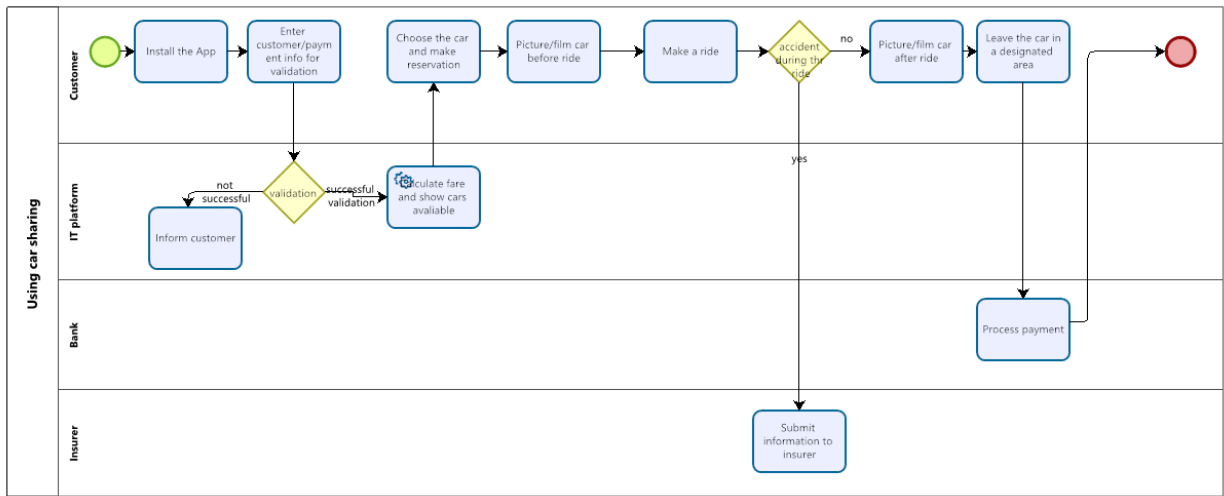 Using car sharing
Customer
Install the App
Enter
customer/paym
ent info for
validation
Choose the car
and make
reservation
Picture/film car
before ride
Make a ride
accident
during thr
ride
no
Picture/film car
after ride
Leave the car in
a designated
area
yes
IT platform
validation
not
successful
successful
validation
Inform customer
Calculate fare
and show cars
avaliable
Bank
Process payment
Insurer
Submit
information to
insurer